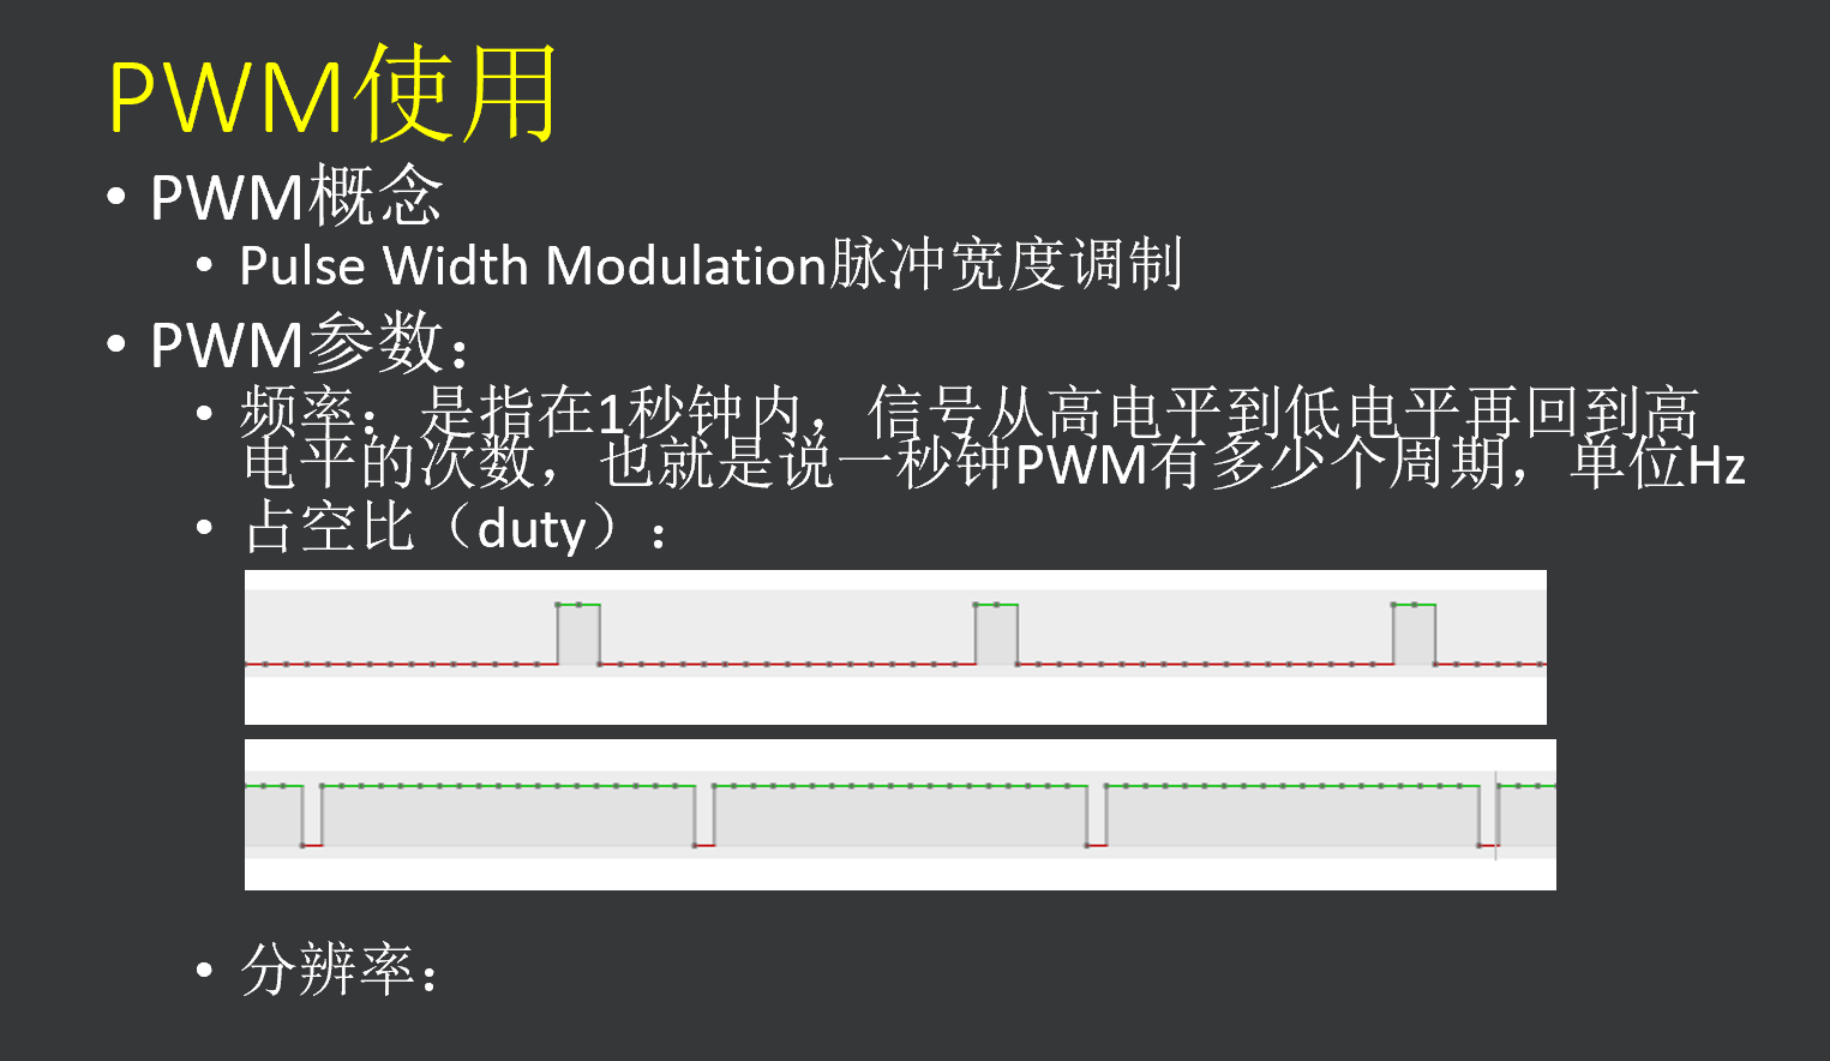 PWM使用
• PWM概念
• Pulse Width Modulation脉冲宽度调制
• PWM参数：
• 频率：是指在1秒钟内，信号从高电平到低电平再回到高
电平的次数，也就是说一秒钟PWM有多少个周期，单位Hz
• 占空比（duty）：
• 分辨率：